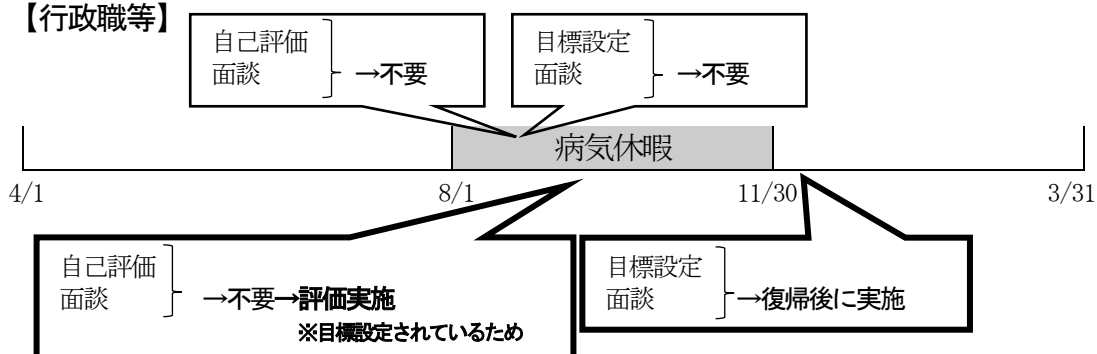 【行政職等】
自己評価
面談
→不要
目標設定
面談
→不要
病気休暇
4/1
8/1
11/30
3/31
自己評価
面談
→不要→評価実施
※目標設定されているため
目標設定
面談
→復帰後に実施